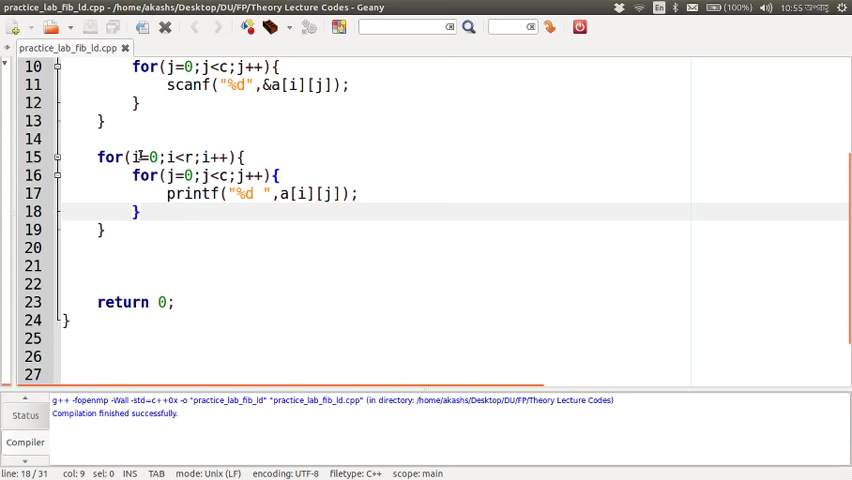 practice_lab_fib_ld.cpp - /home/akashs/Desktop/DU/FP/Theory Lecture Codes - Geany
En (100%) 10:55
practice_lab_fib_ld.cpp
10 for(j=0;j<c;j++){
11 scanf("%d",&a[i][j]);
12 }
13 }
14
15 for(i=0;i<r;i++){
16 for(j=0;j<c;j++){
17 printf("%d ",a[i][j]);
18 }
19 }
20
21
22
23 return 0;
24 }
25
26
27
Status
Compiler
g++ -fopenmp -Wall -std=c++0x -o "practice_lab_fib_ld" "practice_lab_fib_ld.cpp" (in directory: /home/akashs/Desktop/DU/FP/Theory Lecture Codes)
Compilation finished successfully.
line: 18 / 31 col: 9 sel: 0 INS TAB mode: Unix (LF) encoding: UTF-8 filetype: C++ scope: main